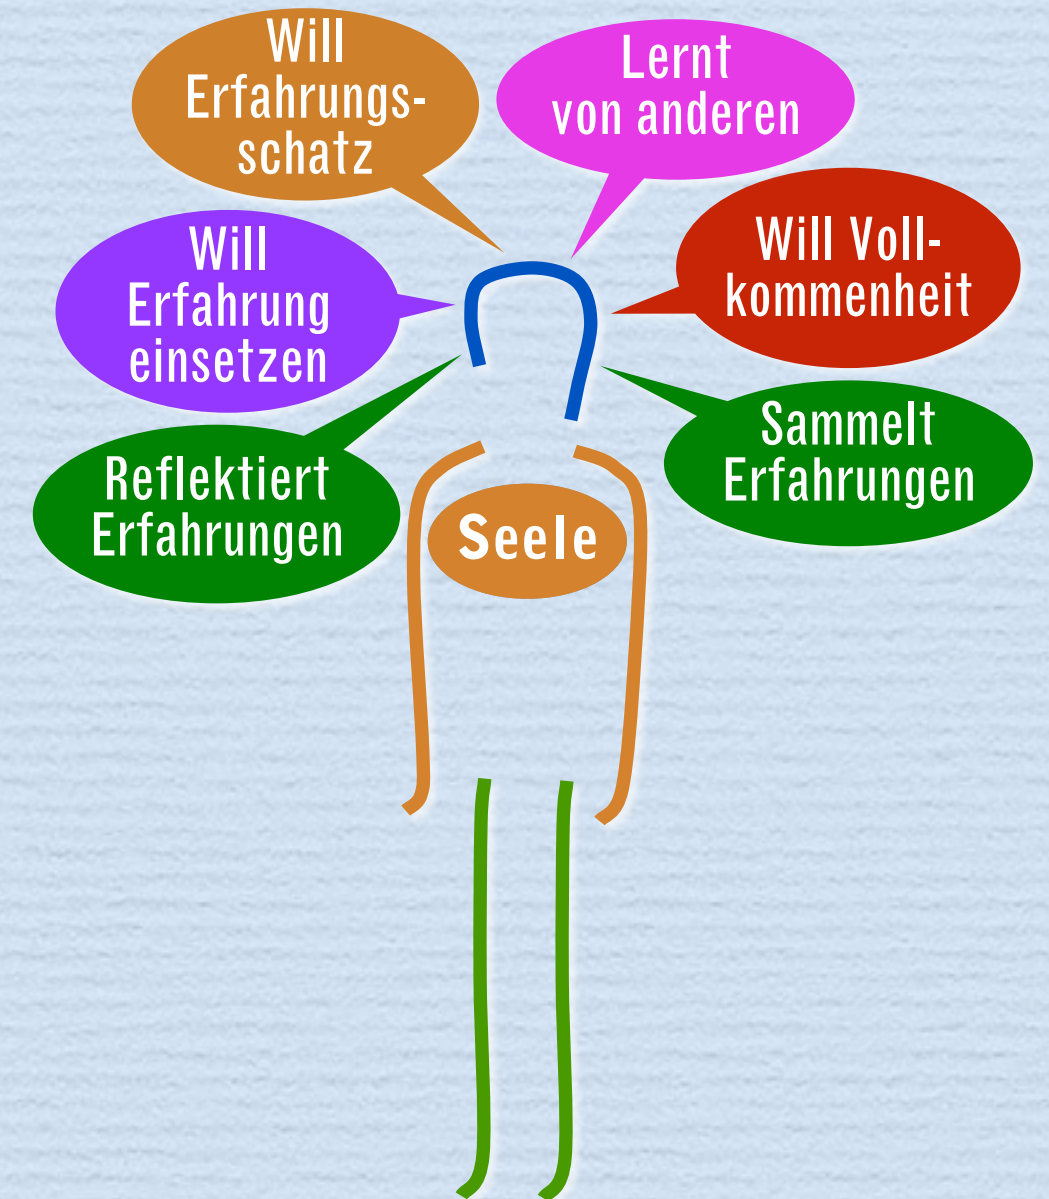 Will
Erfahrungs-
schatz
Lernt
von anderen
Will
Erfahrung
einsetzen
Will Voll-
kommenheit
Reflektiert
Erfahrungen
Sammelt
Erfahrungen
Seele